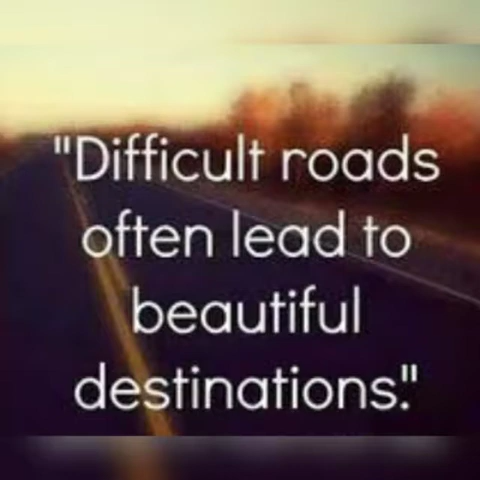 "Difficult roads
often lead to
beautiful
destinations."